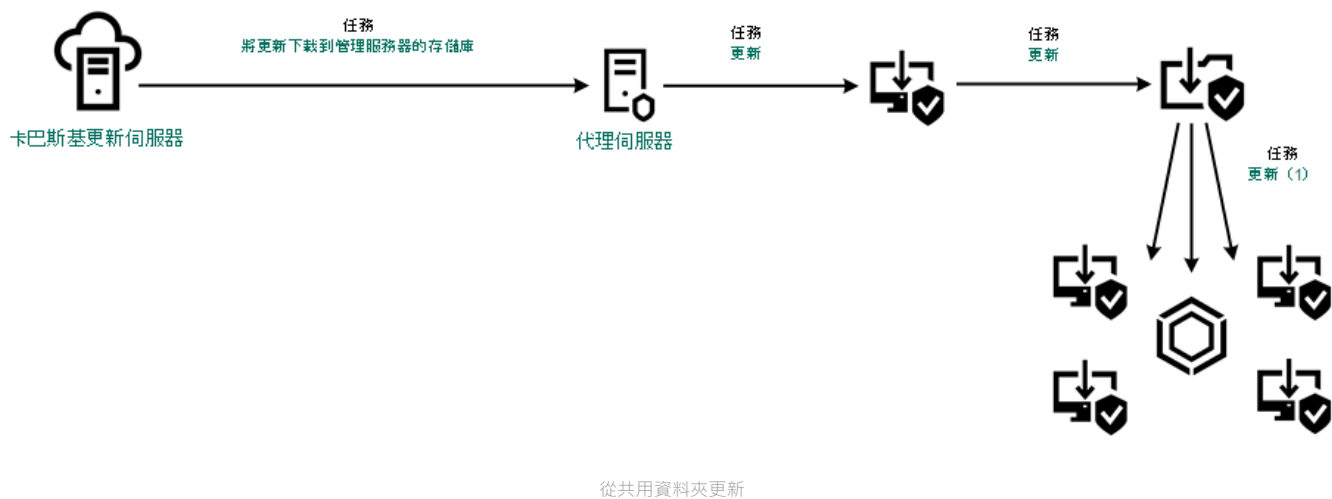 任務
將更新下載到管理服務器的存儲庫
任務
更新
任務
更新
卡巴斯基更新伺服器
代理伺服器
任務
更新（1）
從共用資料夾更新